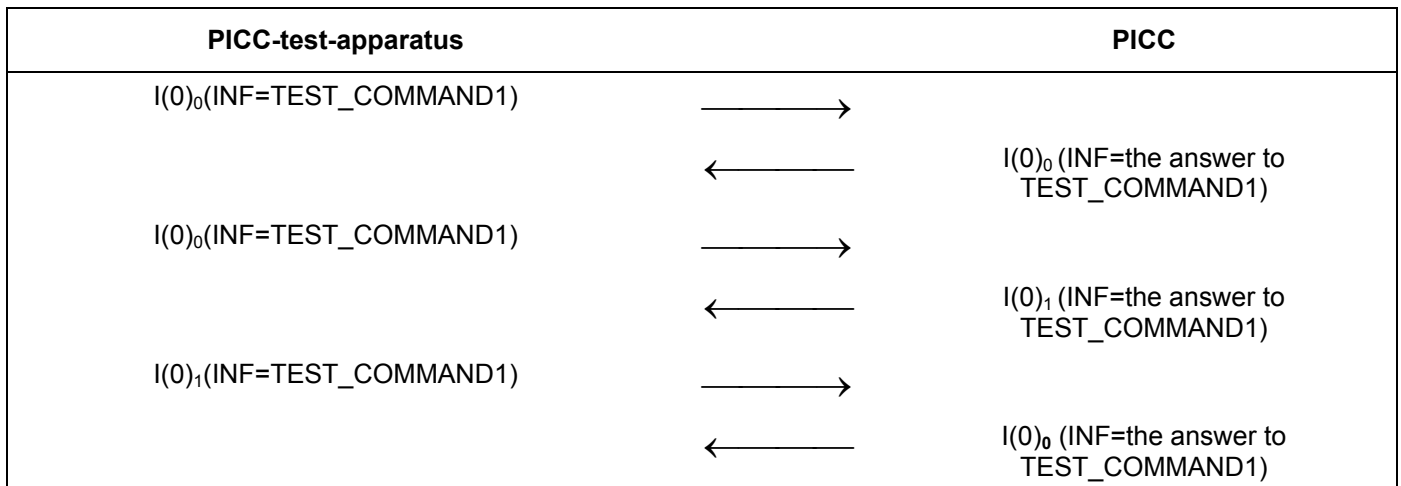 PICC-test-apparatus PICC
I(0)₀(INF=TEST_COMMAND1)
I(0)₀ (INF=the answer to
TEST_COMMAND1)
I(0)₀(INF=TEST_COMMAND1)
I(0)₁ (INF=the answer to
TEST_COMMAND1)
I(0)₁(INF=TEST_COMMAND1)
I(0)₀ (INF=the answer to
TEST_COMMAND1)